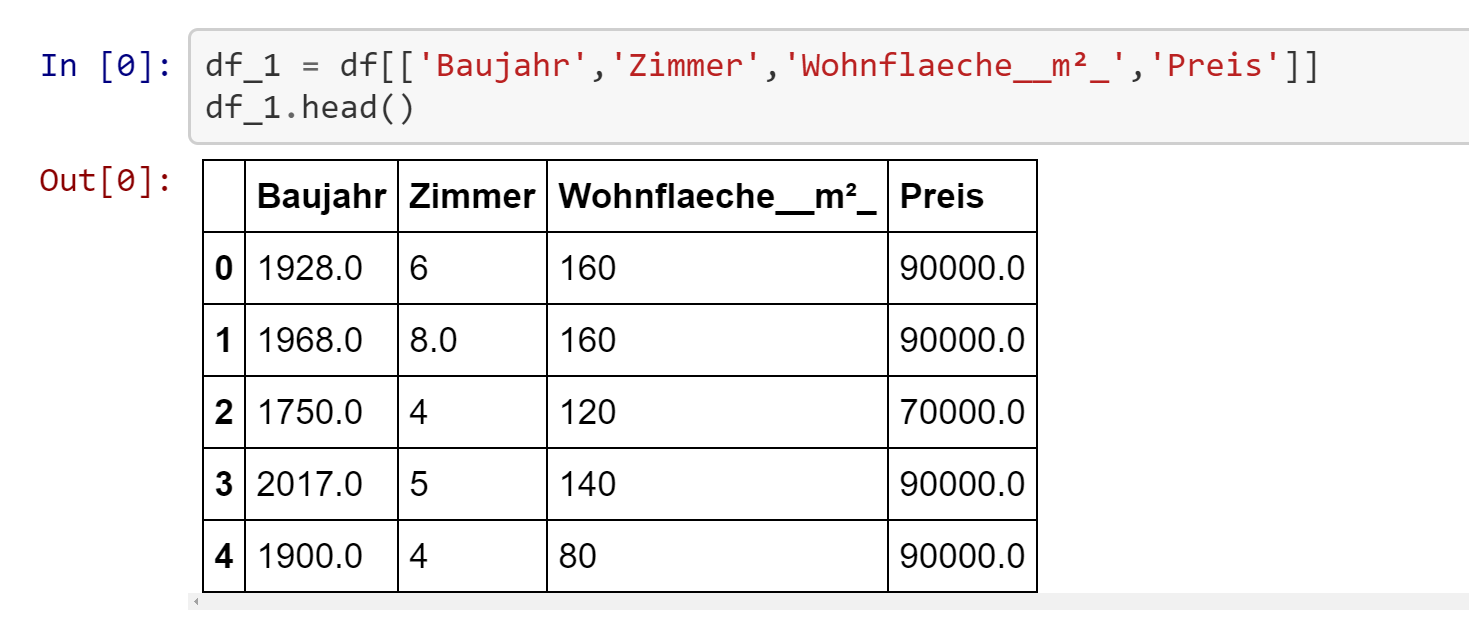 In [0]: df_1 = df[['Baujahr','Zimmer','Wohnflaeche__m²_','Preis']]
df_1.head()
Out[0]:
Baujahr Zimmer Wohnflaeche__m²_ Preis
0 1928.0 6 160 90000.0
1 1968.0 8.0 160 90000.0
2 1750.0 4 120 70000.0
3 2017.0 5 140 90000.0
4 1900.0 4 80 90000.0